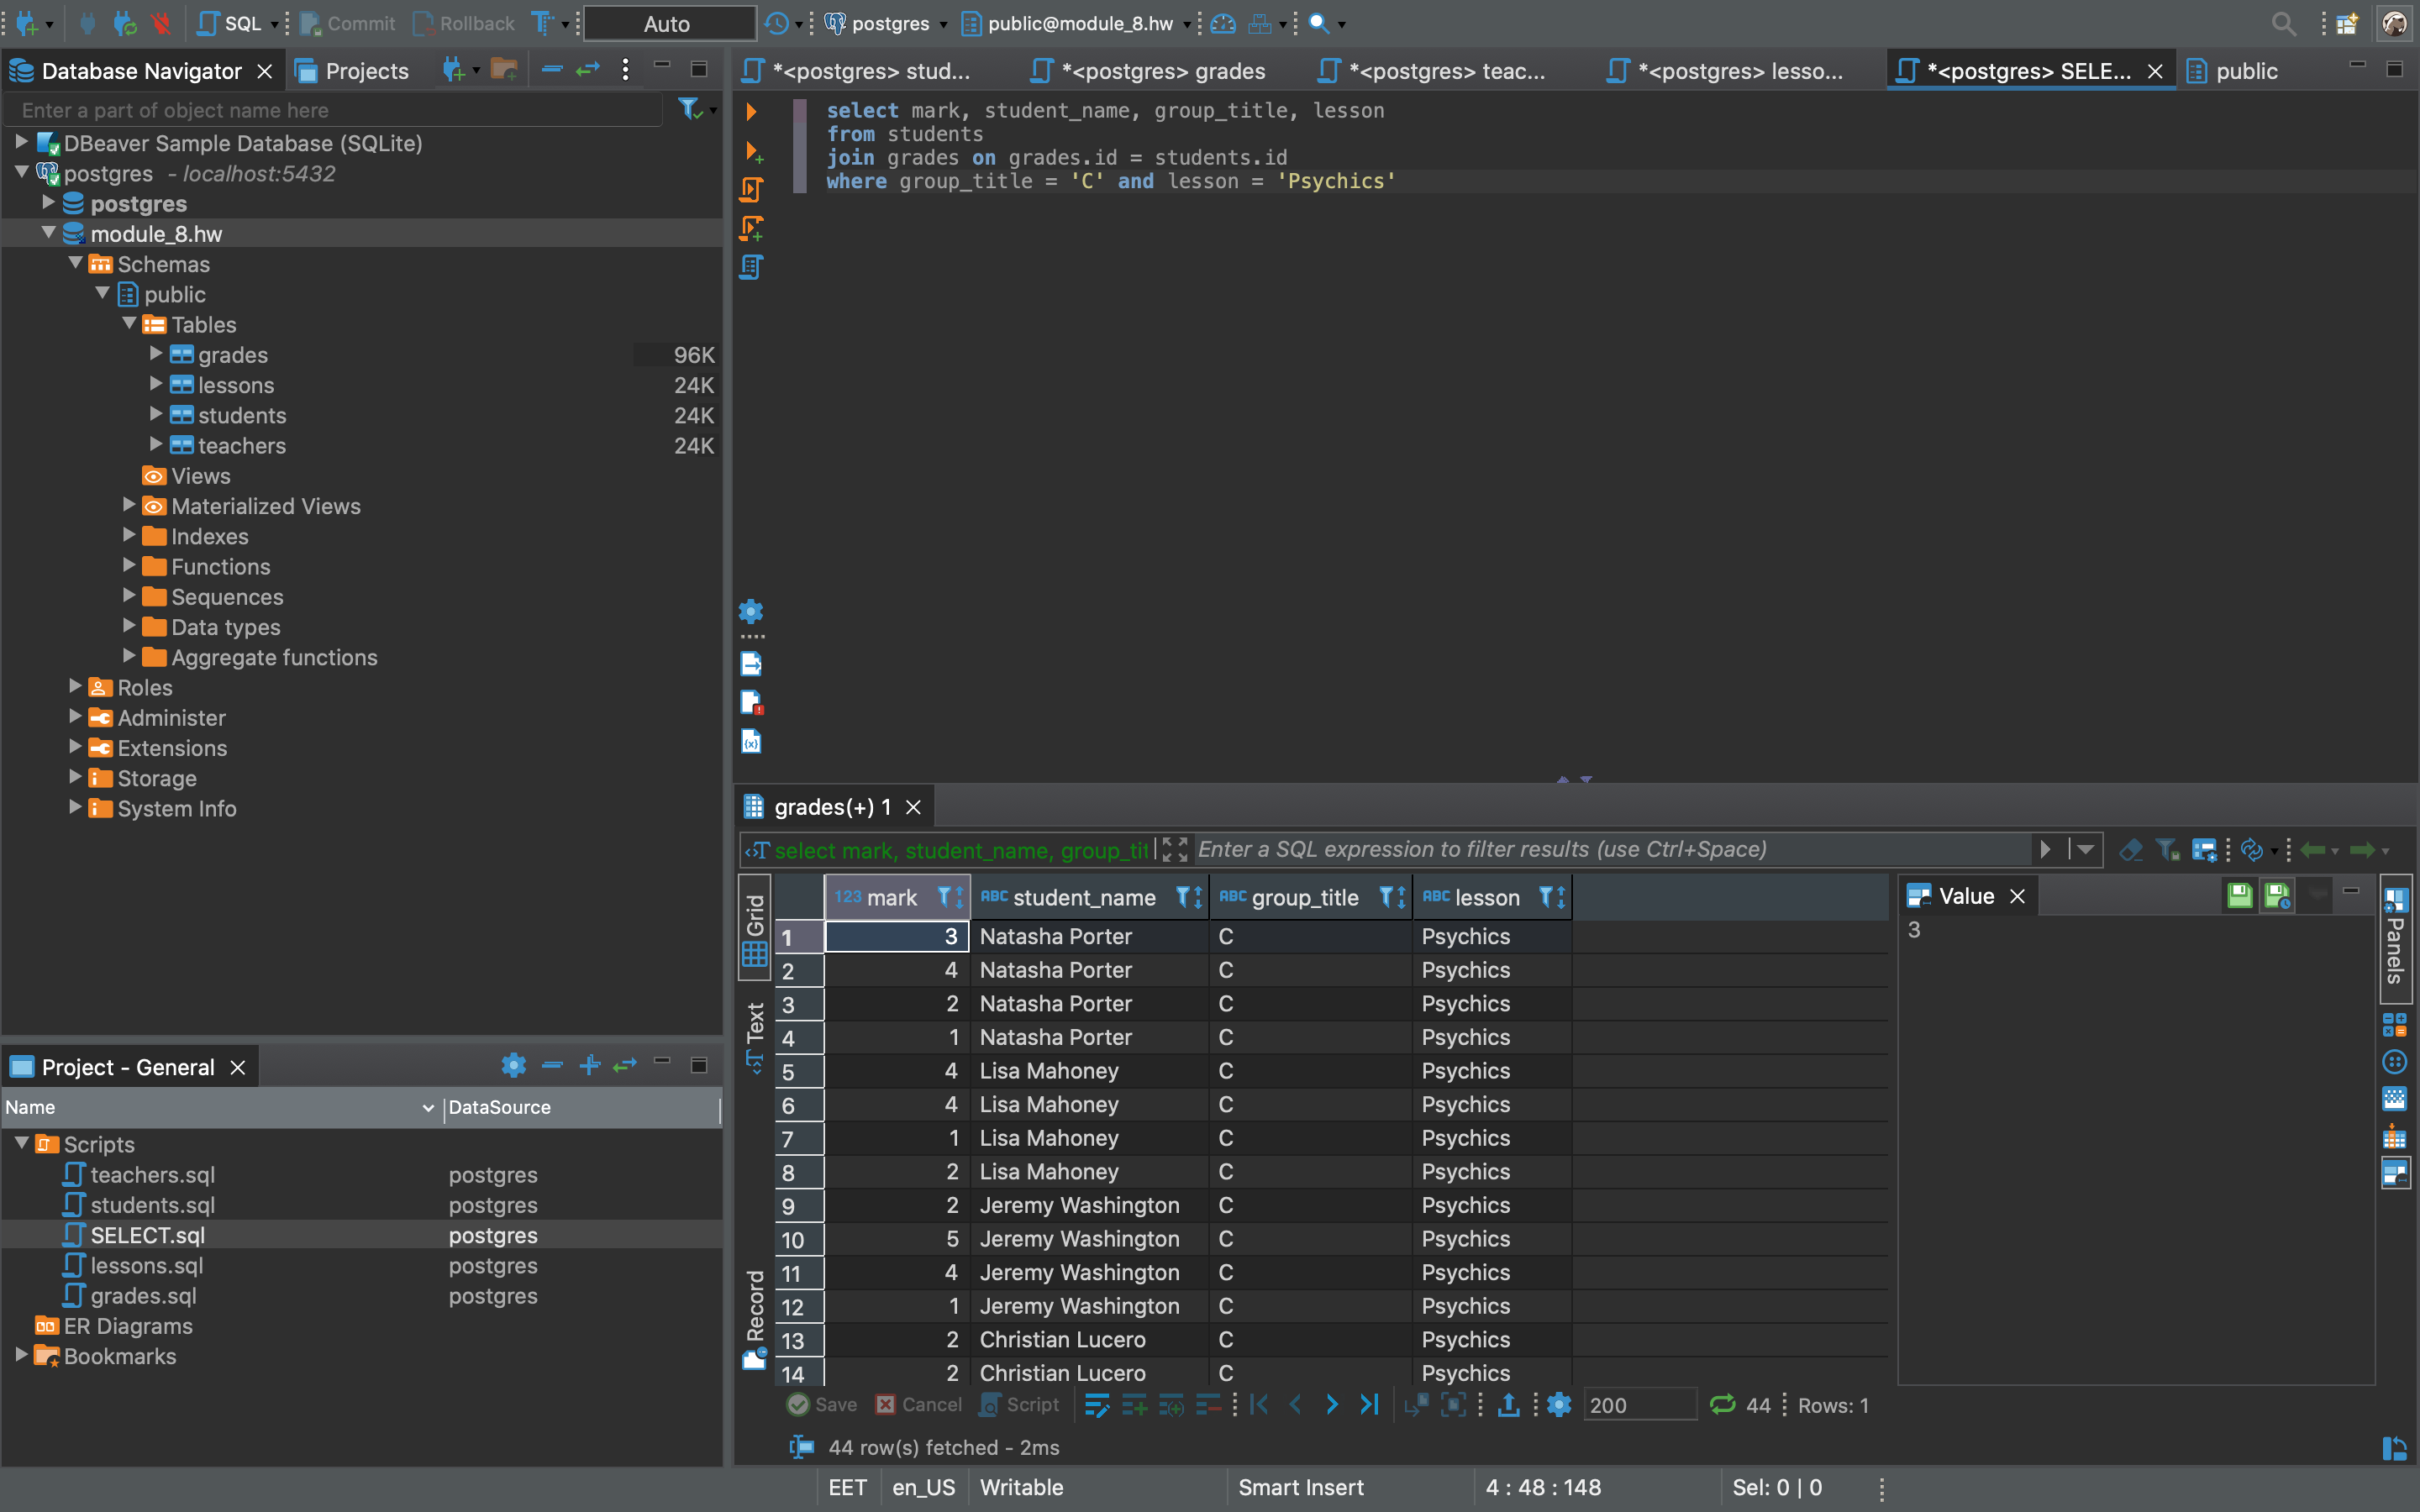 SQL Commit Rollback Auto postgres public@module_8.hw
Database Navigator Projects
Enter a part of object name here
DBeaver Sample Database (SQLite)
postgres - localhost:5432
postgres
module_8.hw
Schemas
public
Tables
grades 96K
lessons 24K
students 24K
teachers 24K
Views
Materialized Views
Indexes
Functions
Sequences
Data types
Aggregate functions
Roles
Administer
Extensions
Storage
System Info
Project - General
Name DataSource
Scripts
teachers.sql postgres
students.sql postgres
SELECT.sql postgres
lessons.sql postgres
grades.sql postgres
ER Diagrams
Bookmarks
*<postgres> stud... *<postgres> grades *<postgres> teac... *<postgres> lesso... *<postgres> SELE... public
select mark, student_name, group_title, lesson
from students
join grades on grades.id = students.id
where group_title = 'C' and lesson = 'Psychics'
grades(+) 1
select mark, student_name, group_tit Enter a SQL expression to filter results (use Ctrl+Space)
Grid
Text
Record
123 mark ABC student_name ABC group_title ABC lesson
1 3 Natasha Porter C Psychics
2 4 Natasha Porter C Psychics
3 2 Natasha Porter C Psychics
4 1 Natasha Porter C Psychics
5 4 Lisa Mahoney C Psychics
6 4 Lisa Mahoney C Psychics
7 1 Lisa Mahoney C Psychics
8 2 Lisa Mahoney C Psychics
9 2 Jeremy Washington C Psychics
10 5 Jeremy Washington C Psychics
11 4 Jeremy Washington C Psychics
12 1 Jeremy Washington C Psychics
13 2 Christian Lucero C Psychics
14 2 Christian Lucero C Psychics
Value
3
Panels
Save Cancel Script 200 44 Rows: 1
44 row(s) fetched - 2ms
EET en_US Writable Smart Insert 4 : 48 : 148 Sel: 0 | 0